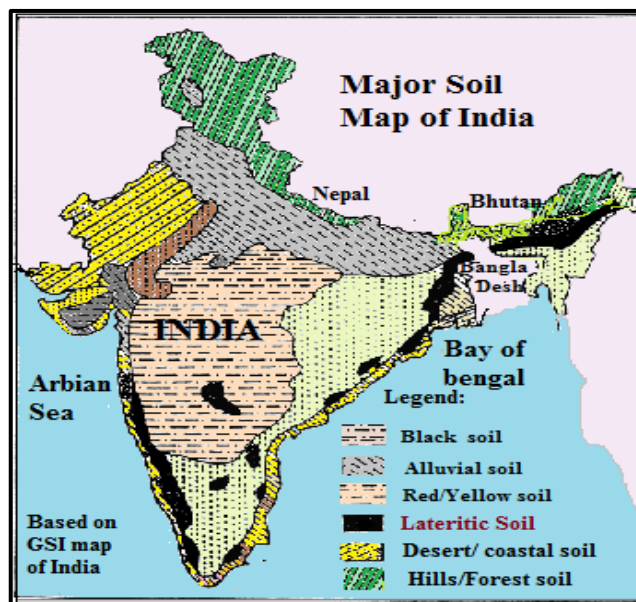 Major Soil
Map of India
Nepal
Bhutan
Bangla
Desh
INDIA
Arbian
Sea
Bay of
bengal
Legend:
Black soil
Alluvial soil
Red/Yellow soil
Lateritic Soil
Desert/ coastal soil
Hills/Forest soil
Based on
GSI map
of India